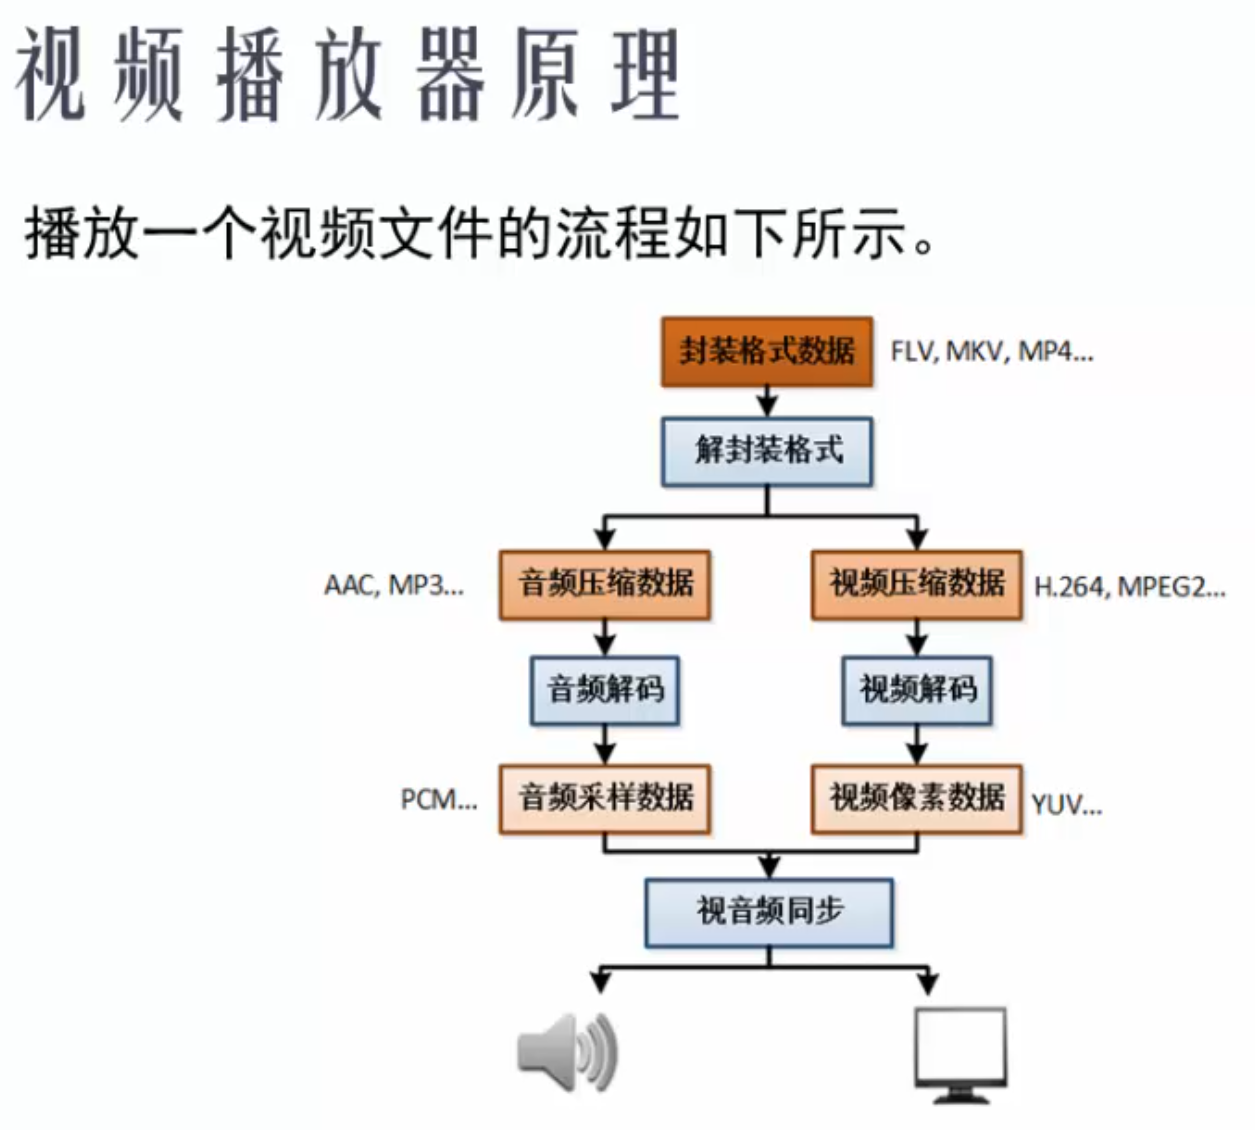 视频播放器原理
播放一个视频文件的流程如下所示。
封装格式数据 FLV, MKV, MP4...
解封装格式
AAC, MP3... 音频压缩数据 视频压缩数据 H.264, MPEG2...
音频解码 视频解码
PCM... 音频采样数据 视频像素数据 YUV...
视音频同步